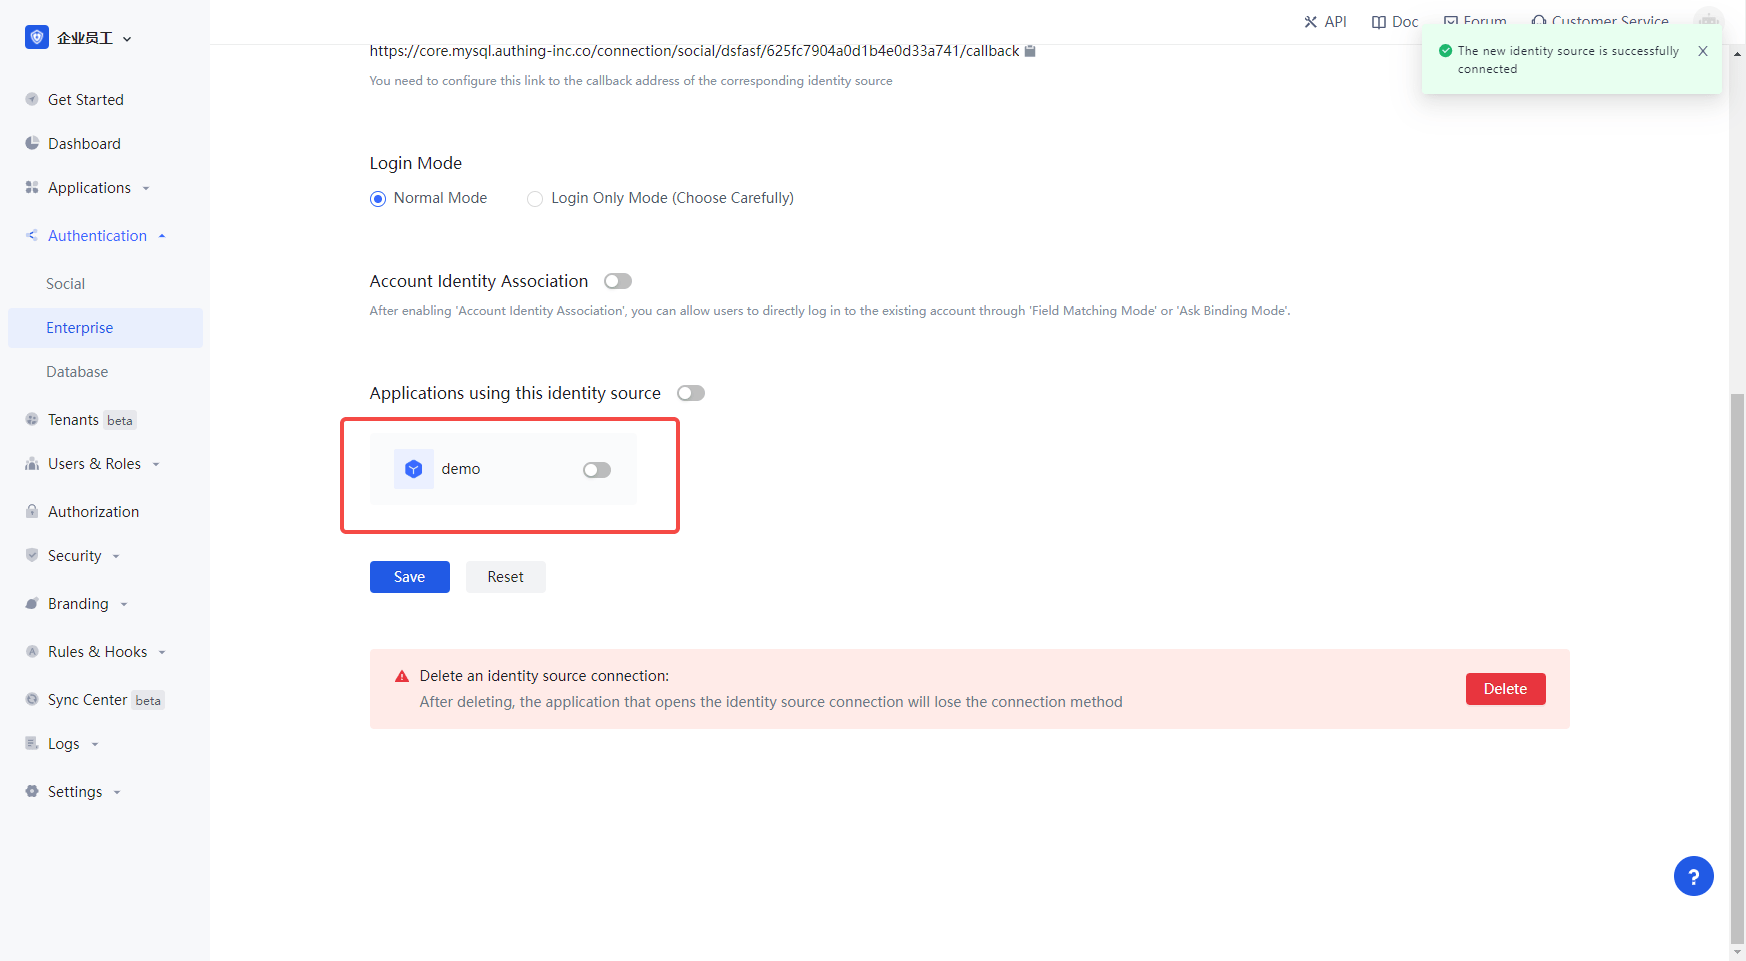 企业员工
API
Doc
Forum
Customer Service
The new identity source is successfully
connected
Get Started
Dashboard
Applications
Authentication
Social
Enterprise
Database
Tenants beta
Users & Roles
Authorization
Security
Branding
Rules & Hooks
Sync Center beta
Logs
Settings
https://core.mysql.authing-inc.co/connection/social/dsfasf/625fc7904a0d1b4e0d33a741/callback
You need to configure this link to the callback address of the corresponding identity source
Login Mode
Normal Mode
Login Only Mode (Choose Carefully)
Account Identity Association
After enabling 'Account Identity Association', you can allow users to directly log in to the existing account through 'Field Matching Mode' or 'Ask Binding Mode'.
Applications using this identity source
demo
Save
Reset
Delete an identity source connection:
After deleting, the application that opens the identity source connection will lose the connection method
Delete
?